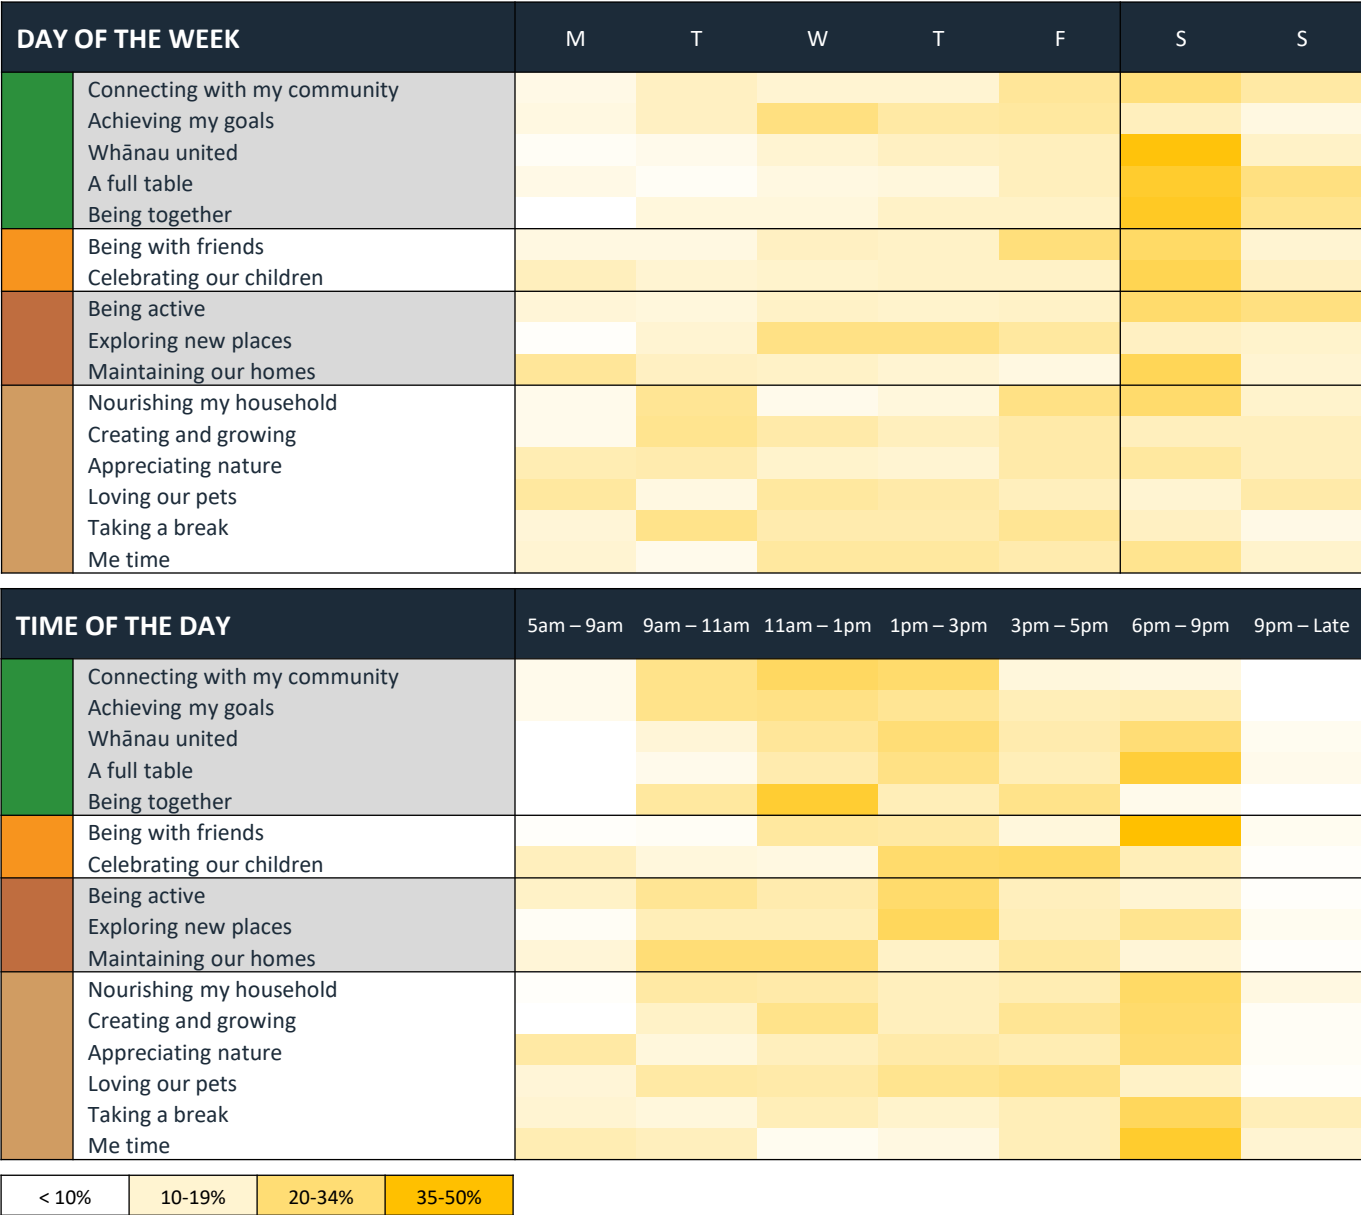 DAY OF THE WEEK M T W T F S S
Connecting with my community
Achieving my goals
Whānau united
A full table
Being together
Being with friends
Celebrating our children
Being active
Exploring new places
Maintaining our homes
Nourishing my household
Creating and growing
Appreciating nature
Loving our pets
Taking a break
Me time
TIME OF THE DAY 5am – 9am 9am – 11am 11am – 1pm 1pm – 3pm 3pm – 5pm 6pm – 9pm 9pm – Late
Connecting with my community
Achieving my goals
Whānau united
A full table
Being together
Being with friends
Celebrating our children
Being active
Exploring new places
Maintaining our homes
Nourishing my household
Creating and growing
Appreciating nature
Loving our pets
Taking a break
Me time
< 10% 10-19% 20-34% 35-50%